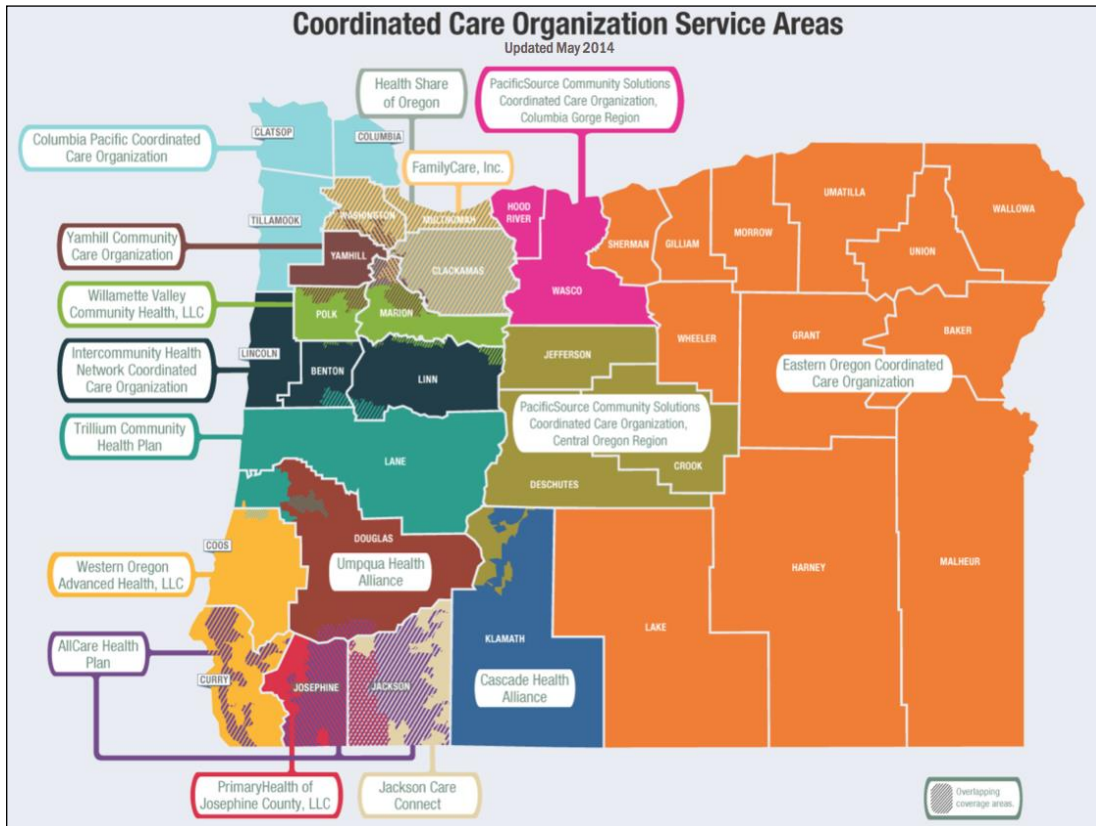 Coordinated Care Organization Service Areas
Updated May 2014
Health Share
of Oregon
PacificSource Community Solutions
Coordinated Care Organization,
Columbia Gorge Region
Columbia Pacific Coordinated
Care Organization
CLATSOP
COLUMBIA
FamilyCare, Inc.
TILLAMOOK
WASHINGTON
MULTNOMAH
HOOD
RIVER
SHERMAN
GILLIAM
MORROW
UMATILLA
UNION
WALLOWA
Yamhill Community
Care Organization
YAMHILL
CLACKAMAS
WASCO
Willamette Valley
Community Health, LLC
POLK
MARION
Intercommunity Health
Network Coordinated
Care Organization
LINCOLN
BENTON
LINN
JEFFERSON
WHEELER
GRANT
BAKER
Eastern Oregon Coordinated
Care Organization
Trillium Community
Health Plan
LANE
PacificSource Community Solutions
Coordinated Care Organization,
Central Oregon Region
CROOK
DESCHUTES
COOS
DOUGLAS
Umpqua Health
Alliance
Western Oregon
Advanced Health, LLC
HARNEY
MALHEUR
LAKE
KLAMATH
Cascade Health
Alliance
AllCare Health
Plan
CURRY
JOSEPHINE
JACKSON
PrimaryHealth of
Josephine County, LLC
Jackson Care
Connect
Overlapping
coverage areas.